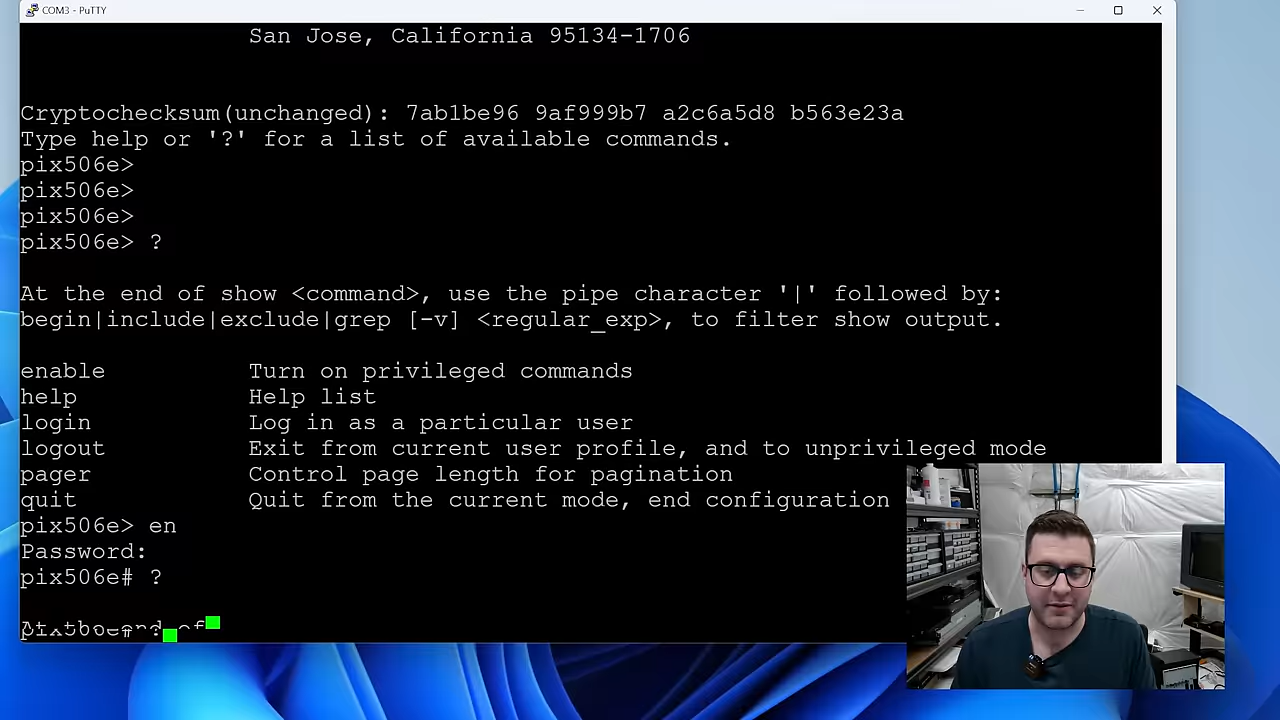 COM3 - PuTTY
San Jose, California 95134-1706
Cryptochecksum(unchanged): 7ab1be96 9af999b7 a2c6a5d8 b563e23a
Type help or '?' for a list of available commands.
pix506e>
pix506e>
pix506e>
pix506e> ?
At the end of show <command>, use the pipe character '|' followed by:
begin|include|exclude|grep [-v] <regular_exp>, to filter show output.
enable Turn on privileged commands
help Help list
login Log in as a particular user
logout Exit from current user profile, and to unprivileged mode
pager Control page length for pagination
quit Quit from the current mode, end configuration
pix506e> en
Password:
pix506e# ?